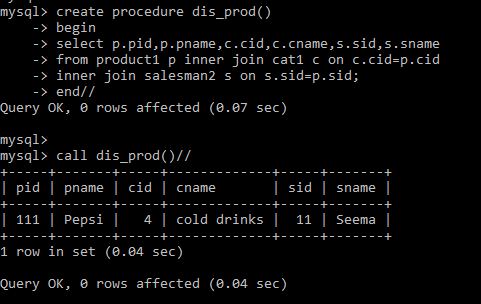 mysql> create procedure dis_prod()
    -> begin
    -> select p.pid,p.pname,c.cid,c.cname,s.sid,s.sname
    -> from product1 p inner join cat1 c on c.cid=p.cid
    -> inner join salesman2 s on s.sid=p.sid;
    -> end//
Query OK, 0 rows affected (0.07 sec)

mysql>
mysql> call dis_prod()//
+-----+-------+-----+-------------+-----+-------+
| pid | pname | cid | cname       | sid | sname |
+-----+-------+-----+-------------+-----+-------+
| 111 | Pepsi |   4 | cold drinks |  11 | Seema |
+-----+-------+-----+-------------+-----+-------+
1 row in set (0.04 sec)

Query OK, 0 rows affected (0.04 sec)